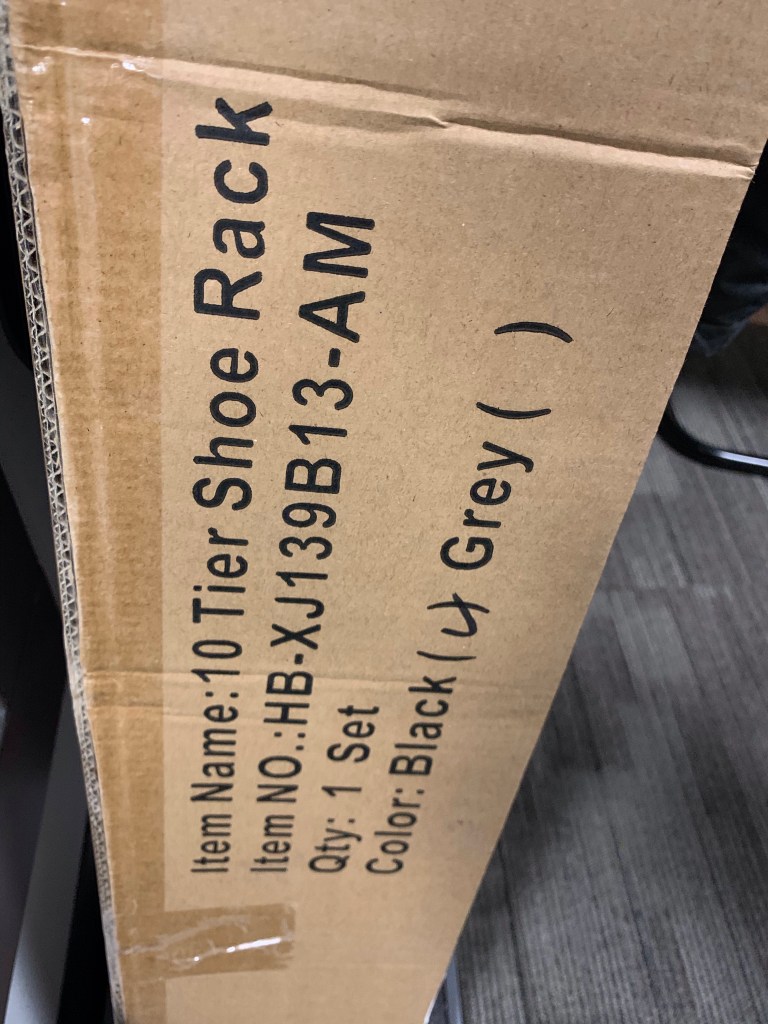 Item Name:10 Tier Shoe Rack
Item NO.:HB-XJ139B13-AM
Qty: 1 Set
Color: Black ( Grey ( )